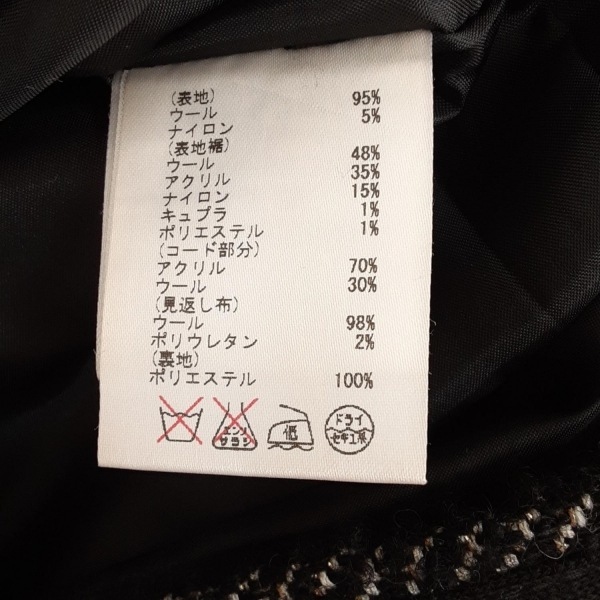 (表地)
ウール 95%
ナイロン 5%
(表地裾)
ウール 48%
アクリル 35%
ナイロン 15%
キュプラ 1%
ポリエステル 1%
(コード部分)
アクリル 70%
ウール 30%
(見返し布)
ウール 98%
ポリウレタン 2%
(裏地)
ポリエステル 100%
エンソ
サラシ
低
ドライ
セキユ系